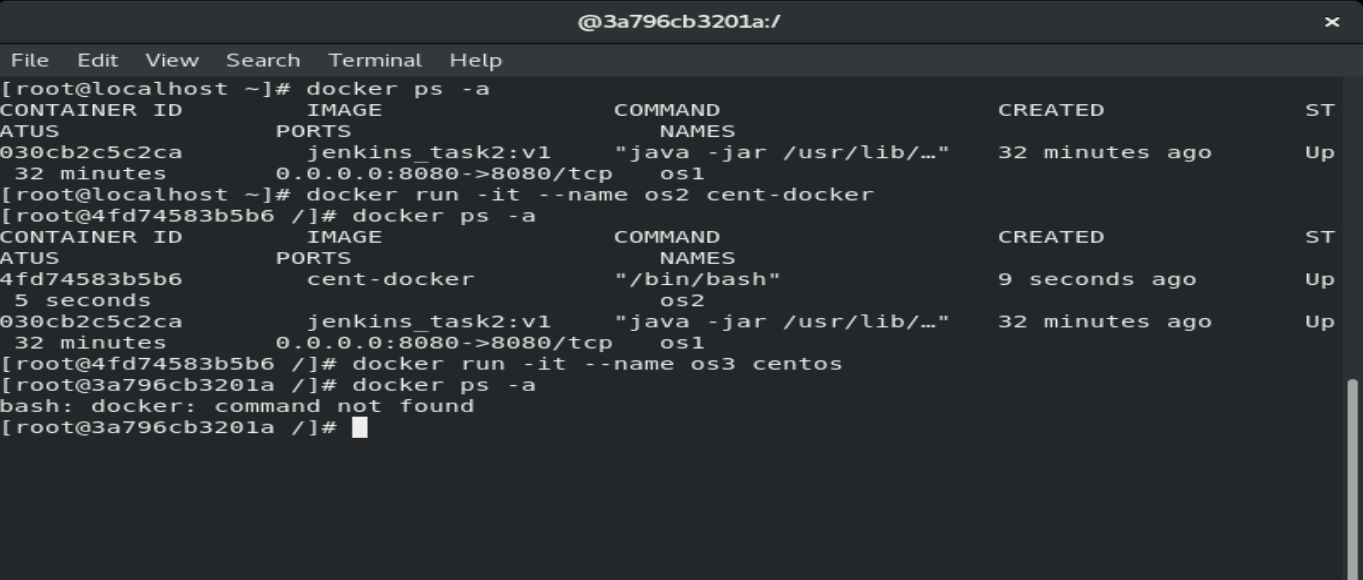 @3a796cb3201a:/ ×
File Edit View Search Terminal Help
[root@localhost ~]# docker ps -a
CONTAINER ID        IMAGE               COMMAND                  CREATED             ST
ATUS              PORTS                    NAMES
030cb2c5c2ca        jenkins_task2:v1    "java -jar /usr/lib/…"   32 minutes ago      Up
 32 minutes       0.0.0.0:8080->8080/tcp   os1
[root@localhost ~]# docker run -it --name os2 cent-docker
[root@4fd74583b5b6 /]# docker ps -a
CONTAINER ID        IMAGE               COMMAND                  CREATED             ST
ATUS              PORTS                    NAMES
4fd74583b5b6        cent-docker         "/bin/bash"              9 seconds ago       Up
 5 seconds                                 os2
030cb2c5c2ca        jenkins_task2:v1    "java -jar /usr/lib/…"   32 minutes ago      Up
 32 minutes       0.0.0.0:8080->8080/tcp   os1
[root@4fd74583b5b6 /]# docker run -it --name os3 centos
[root@3a796cb3201a /]# docker ps -a
bash: docker: command not found
[root@3a796cb3201a /]#